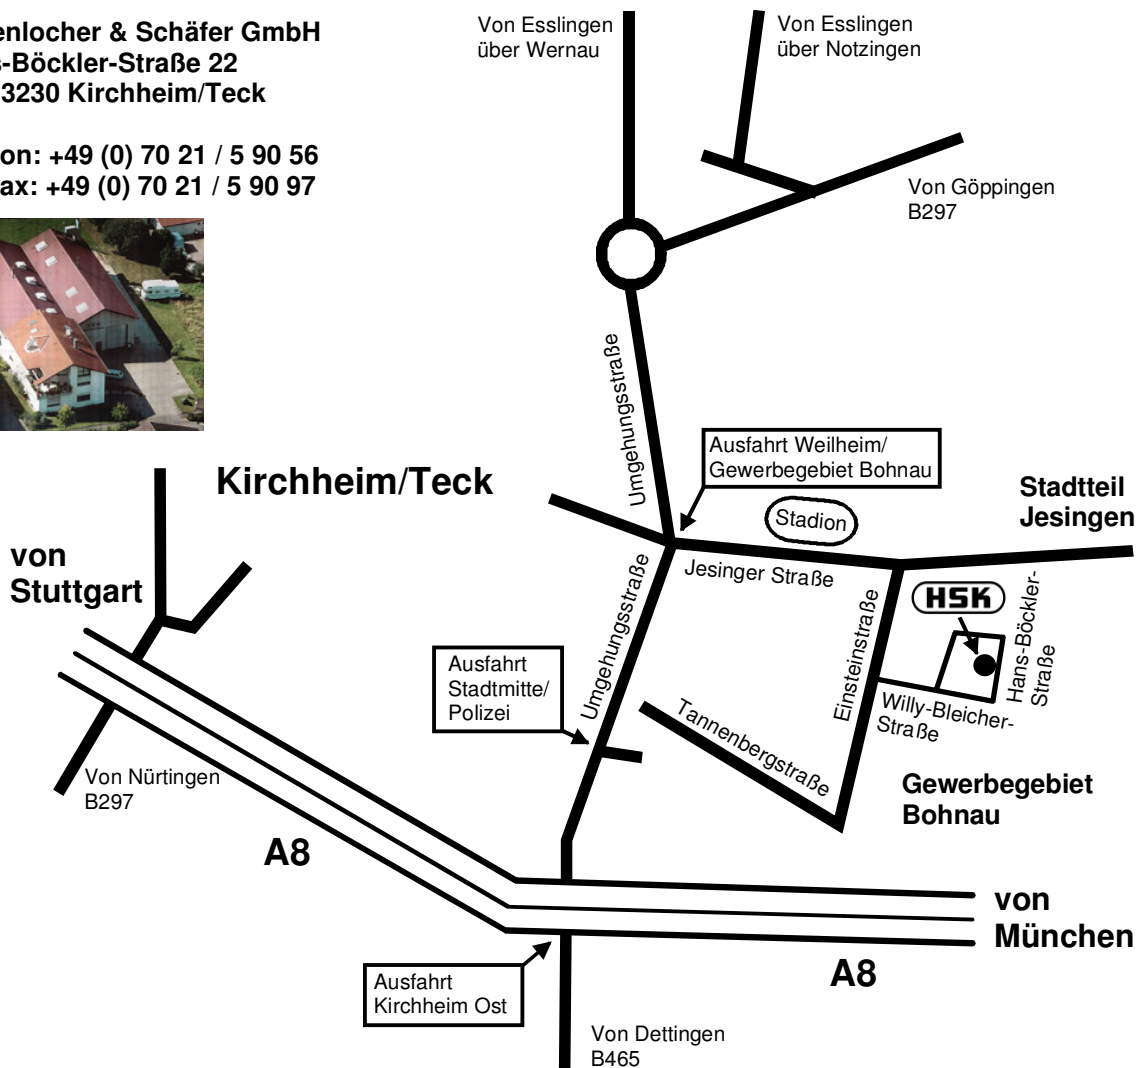 enlocher & Schäfer GmbH
s-Böckler-Straße 22
3230 Kirchheim/Teck
on: +49 (0) 70 21 / 5 90 56
ax: +49 (0) 70 21 / 5 90 97
Von Esslingen
über Wernau
Von Esslingen
über Notzingen
Von Göppingen
B297
Umgehungsstraße
Ausfahrt Weilheim/
Gewerbegebiet Bohnau
Kirchheim/Teck
Stadion
Stadtteil
Jesingen
von
Stuttgart
Jesinger Straße
Umgehungsstraße
HSK
Hans-Böckler-
Straße
Einsteinstraße
Ausfahrt
Stadtmitte/
Polizei
Willy-Bleicher-
Straße
Tannenbergstraße
Von Nürtingen
B297
Gewerbegebiet
Bohnau
A8
von
München
A8
Ausfahrt
Kirchheim Ost
Von Dettingen
B465